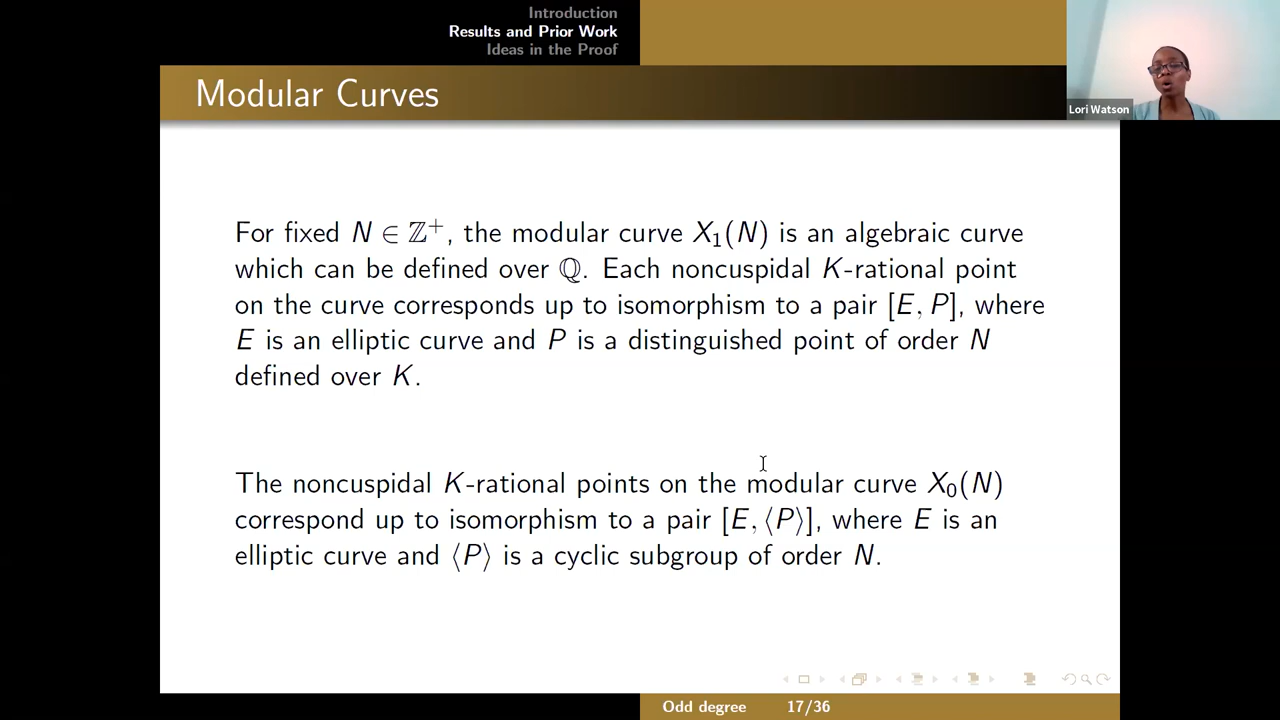 Introduction
Results and Prior Work
Ideas in the Proof
Modular Curves
Lori Watson
For fixed N ∈ ℤ⁺, the modular curve X₁(N) is an algebraic curve
which can be defined over ℚ. Each noncuspidal K-rational point
on the curve corresponds up to isomorphism to a pair [E, P], where
E is an elliptic curve and P is a distinguished point of order N
defined over K.
The noncuspidal K-rational points on the modular curve X₀(N)
correspond up to isomorphism to a pair [E, ⟨P⟩], where E is an
elliptic curve and ⟨P⟩ is a cyclic subgroup of order N.
Odd degree 17/36